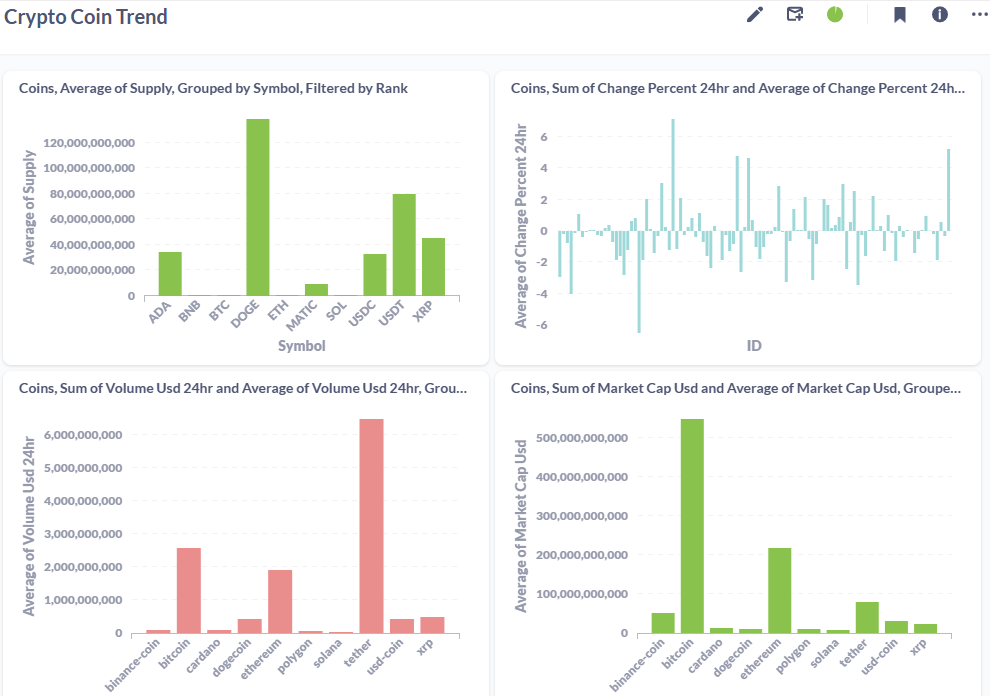 Crypto Coin Trend
Coins, Average of Supply, Grouped by Symbol, Filtered by Rank
Average of Supply
120,000,000,000
100,000,000,000
80,000,000,000
60,000,000,000
40,000,000,000
20,000,000,000
0
ADA BNB BTC DOGE ETH MATIC SOL USDC USDT XRP
Symbol
Coins, Sum of Change Percent 24hr and Average of Change Percent 24h...
Average of Change Percent 24hr
6
4
2
0
-2
-4
-6
ID
Coins, Sum of Volume Usd 24hr and Average of Volume Usd 24hr, Grou...
Average of Volume Usd 24hr
6,000,000,000
5,000,000,000
4,000,000,000
3,000,000,000
2,000,000,000
1,000,000,000
0
binance-coin bitcoin cardano dogecoin ethereum polygon solana tether usd-coin xrp
Coins, Sum of Market Cap Usd and Average of Market Cap Usd, Groupe...
Average of Market Cap Usd
500,000,000,000
400,000,000,000
300,000,000,000
200,000,000,000
100,000,000,000
0
binance-coin bitcoin cardano dogecoin ethereum polygon solana tether usd-coin xrp